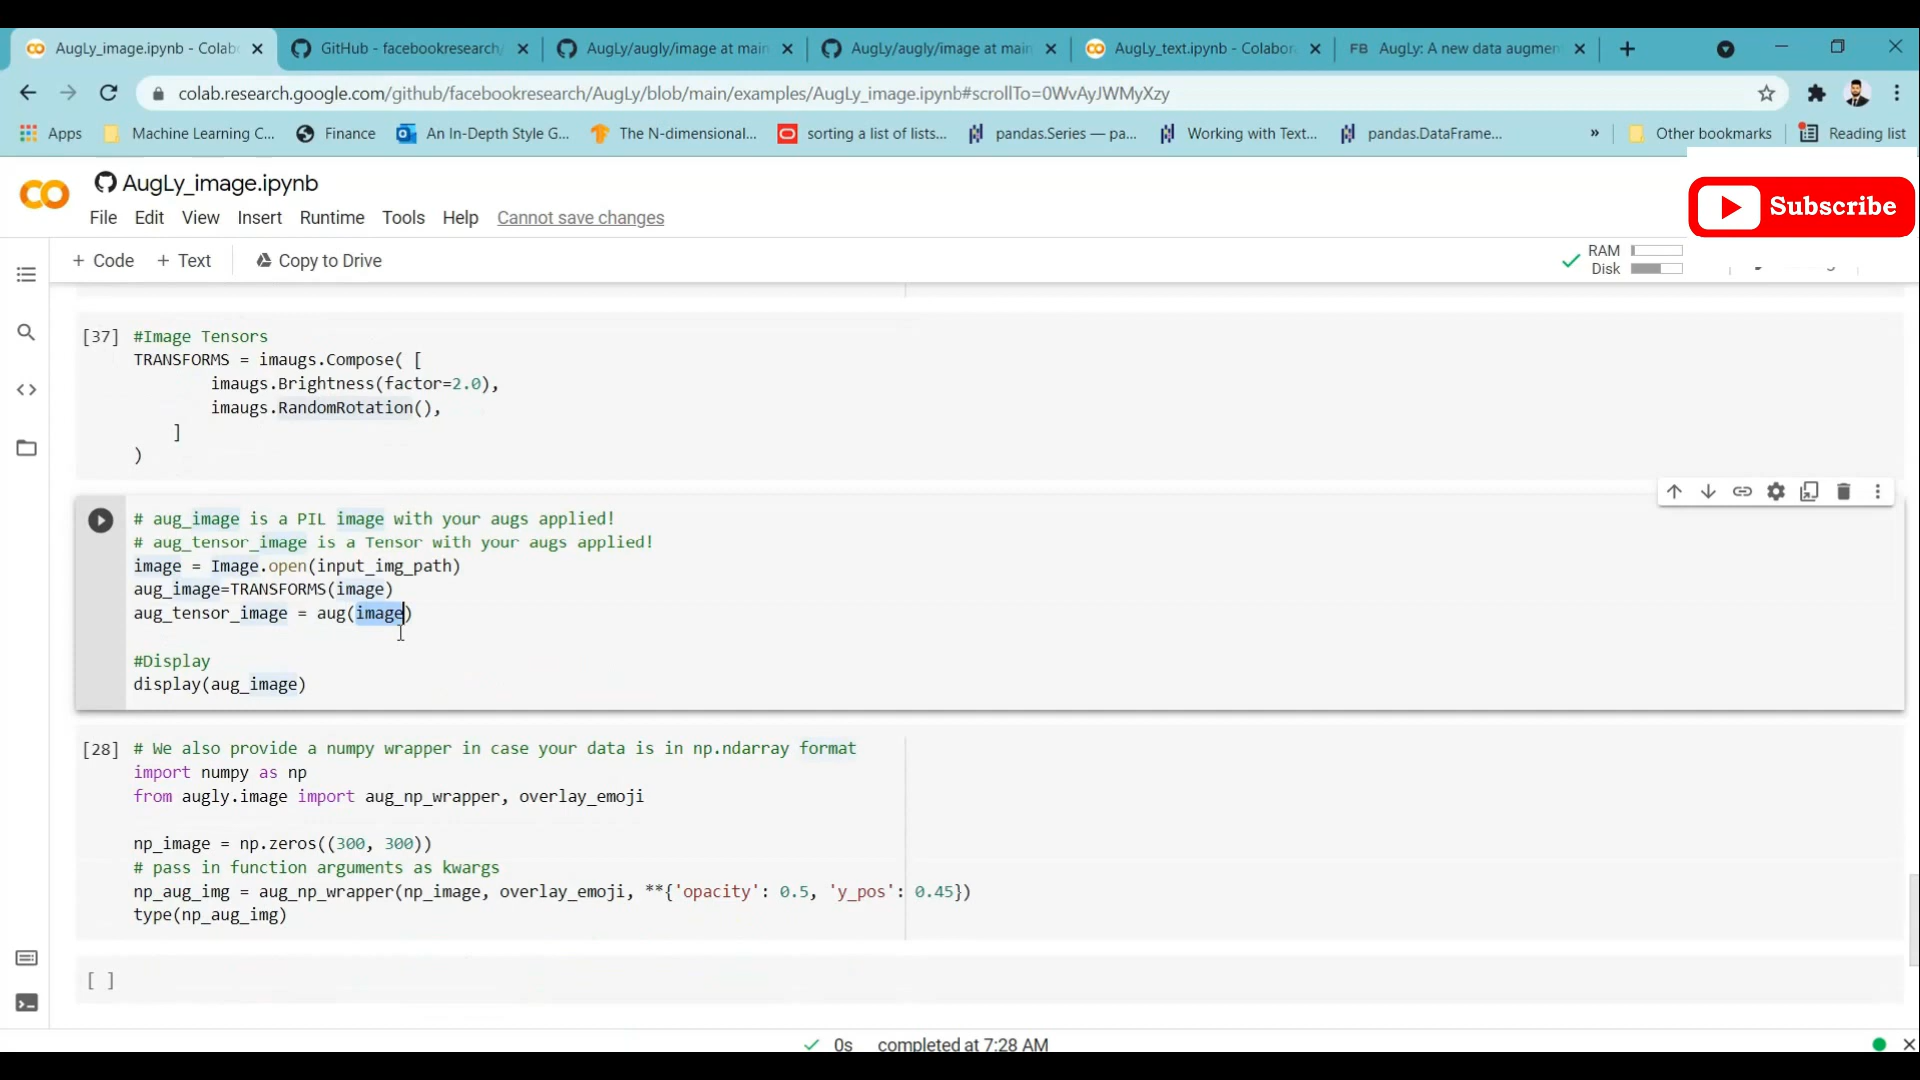 AugLy_image.ipynb - Colab
GitHub - facebookresearch/
AugLy/augly/image at main
AugLy/augly/image at main
AugLy_text.ipynb - Colabor
FB AugLy: A new data augmen
colab.research.google.com/github/facebookresearch/AugLy/blob/main/examples/AugLy_image.ipynb#scrollTo=0WvAyJWMyXzy
Apps
Machine Learning C...
Finance
An In-Depth Style G...
The N-dimensional...
sorting a list of lists...
pandas.Series — pa...
Working with Text...
pandas.DataFrame...
»
Other bookmarks
Reading list
AugLy_image.ipynb
File Edit View Insert Runtime Tools Help Cannot save changes
Subscribe
+ Code + Text Copy to Drive
RAM
Disk
[37] #Image Tensors
TRANSFORMS = imaugs.Compose( [
imaugs.Brightness(factor=2.0),
imaugs.RandomRotation(),
]
)
# aug_image is a PIL image with your augs applied!
# aug_tensor_image is a Tensor with your augs applied!
image = Image.open(input_img_path)
aug_image=TRANSFORMS(image)
aug_tensor_image = aug(image)
#Display
display(aug_image)
[28] # We also provide a numpy wrapper in case your data is in np.ndarray format
import numpy as np
from augly.image import aug_np_wrapper, overlay_emoji
np_image = np.zeros((300, 300))
# pass in function arguments as kwargs
np_aug_img = aug_np_wrapper(np_image, overlay_emoji, **{'opacity': 0.5, 'y_pos': 0.45})
type(np_aug_img)
[ ]
0s completed at 7:28 AM